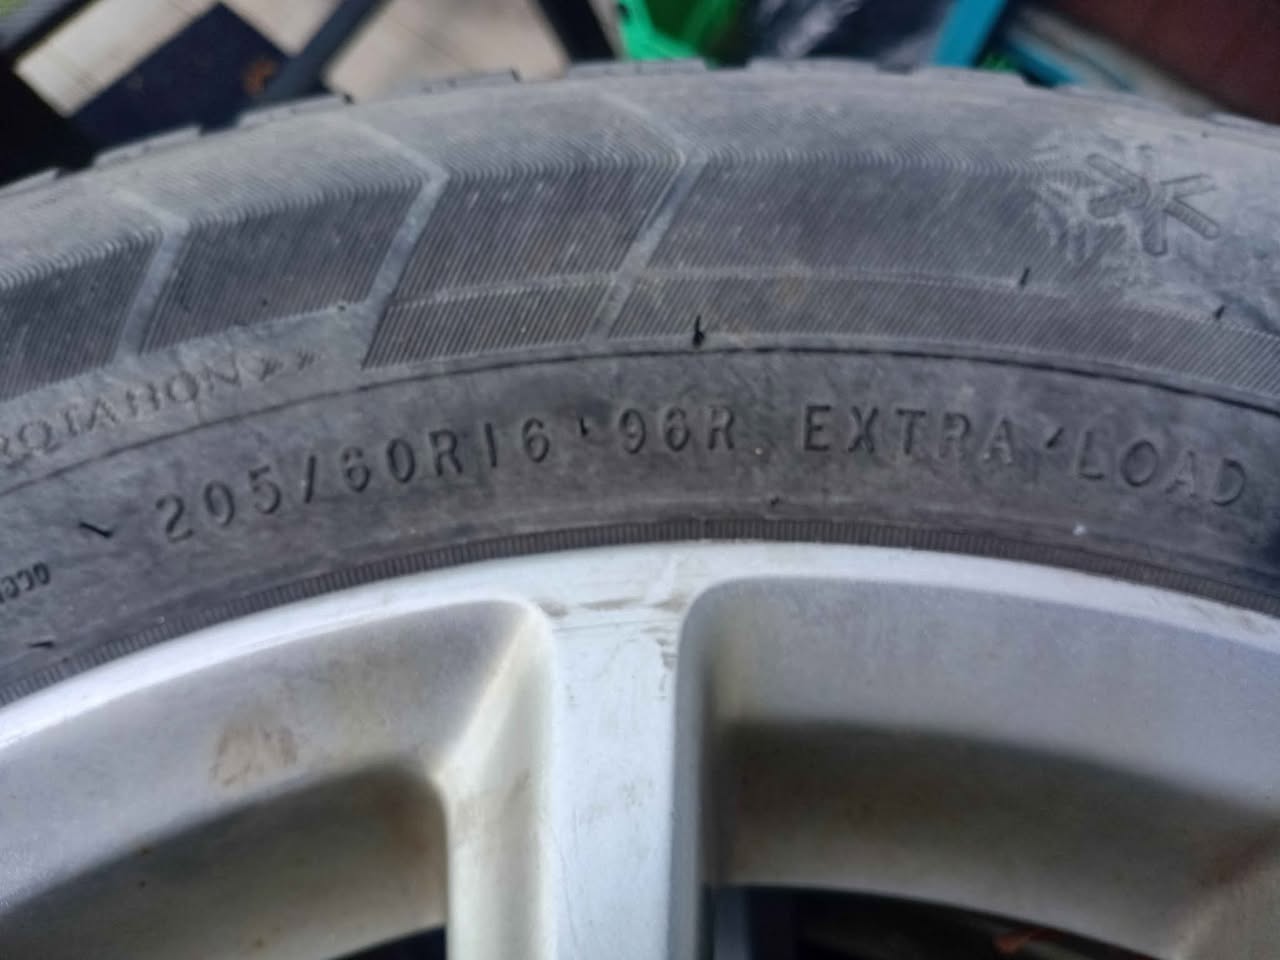 ROTATION >>
205/60R16 96R EXTRA LOAD